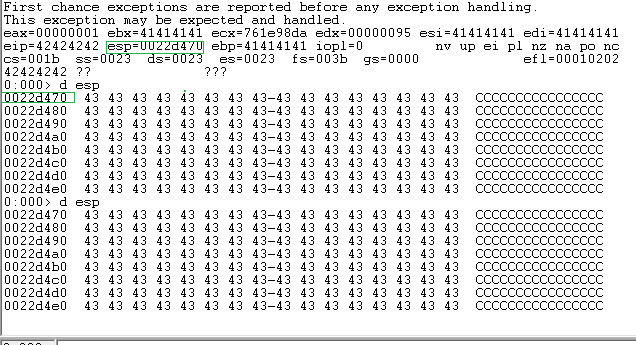 First chance exceptions are reported before any exception handling.
This exception may be expected and handled.
eax=00000001 ebx=41414141 ecx=761e98da edx=00000095 esi=41414141 edi=41414141
eip=42424242 esp=0022d470 ebp=41414141 iopl=0 nv up ei pl nz na po nc
cs=001b ss=0023 ds=0023 es=0023 fs=003b gs=0000 efl=00010202
42424242 ?? ???
0:000> d esp
0022d470 43 43 43 43 43 43 43 43-43 43 43 43 43 43 43 43 CCCCCCCCCCCCCCCC
0022d480 43 43 43 43 43 43 43 43-43 43 43 43 43 43 43 43 CCCCCCCCCCCCCCCC
0022d490 43 43 43 43 43 43 43 43-43 43 43 43 43 43 43 43 CCCCCCCCCCCCCCCC
0022d4a0 43 43 43 43 43 43 43 43-43 43 43 43 43 43 43 43 CCCCCCCCCCCCCCCC
0022d4b0 43 43 43 43 43 43 43 43-43 43 43 43 43 43 43 43 CCCCCCCCCCCCCCCC
0022d4c0 43 43 43 43 43 43 43 43-43 43 43 43 43 43 43 43 CCCCCCCCCCCCCCCC
0022d4d0 43 43 43 43 43 43 43 43-43 43 43 43 43 43 43 43 CCCCCCCCCCCCCCCC
0022d4e0 43 43 43 43 43 43 43 43-43 43 43 43 43 43 43 43 CCCCCCCCCCCCCCCC
0:000> d esp
0022d470 43 43 43 43 43 43 43 43-43 43 43 43 43 43 43 43 CCCCCCCCCCCCCCCC
0022d480 43 43 43 43 43 43 43 43-43 43 43 43 43 43 43 43 CCCCCCCCCCCCCCCC
0022d490 43 43 43 43 43 43 43 43-43 43 43 43 43 43 43 43 CCCCCCCCCCCCCCCC
0022d4a0 43 43 43 43 43 43 43 43-43 43 43 43 43 43 43 43 CCCCCCCCCCCCCCCC
0022d4b0 43 43 43 43 43 43 43 43-43 43 43 43 43 43 43 43 CCCCCCCCCCCCCCCC
0022d4c0 43 43 43 43 43 43 43 43-43 43 43 43 43 43 43 43 CCCCCCCCCCCCCCCC
0022d4d0 43 43 43 43 43 43 43 43-43 43 43 43 43 43 43 43 CCCCCCCCCCCCCCCC
0022d4e0 43 43 43 43 43 43 43 43-43 43 43 43 43 43 43 43 CCCCCCCCCCCCCCCC